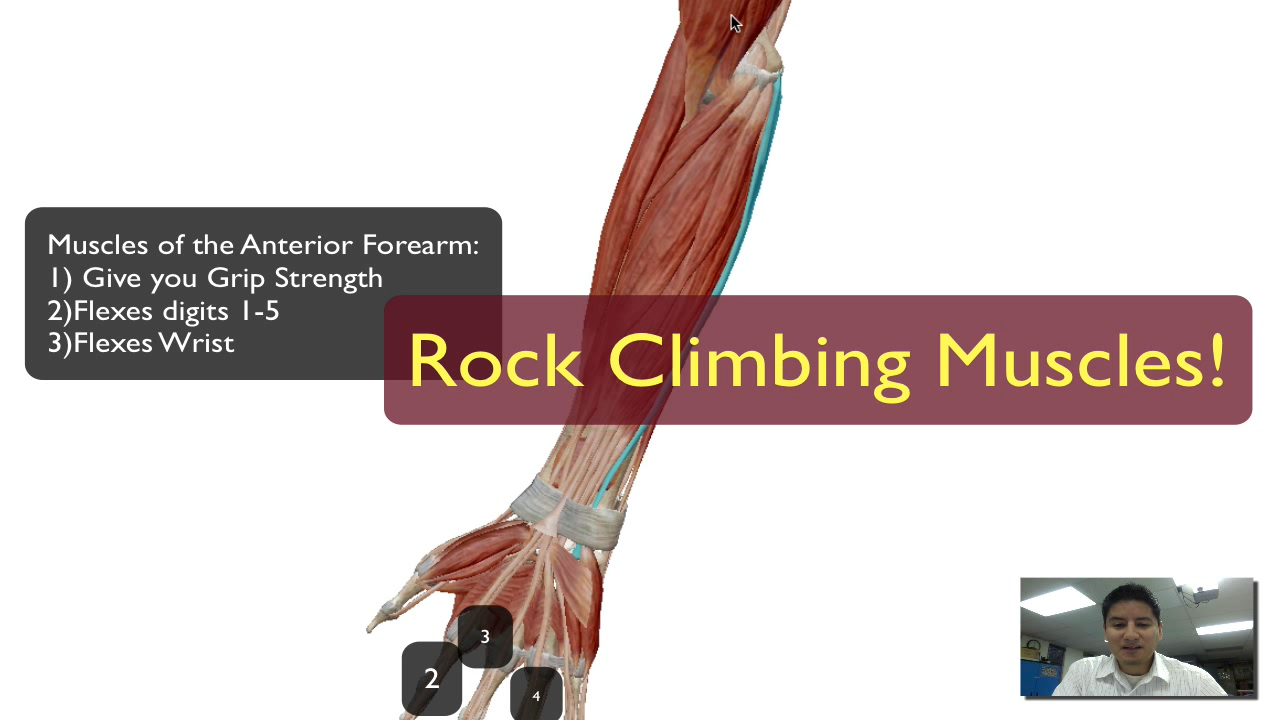 Muscles of the Anterior Forearm:
1) Give you Grip Strength
2)Flexes digits 1-5
3)Flexes Wrist
Rock Climbing Muscles!
3
2
4